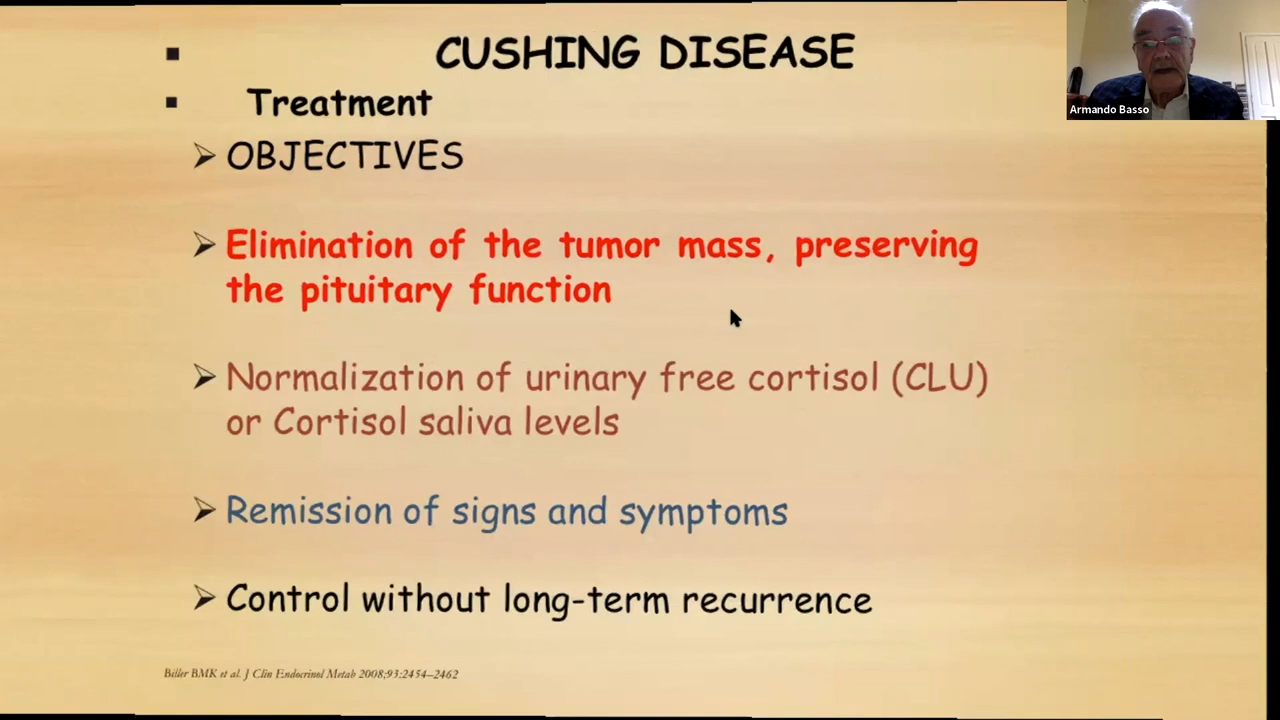 CUSHING DISEASE
Treatment
OBJECTIVES
Elimination of the tumor mass, preserving
the pituitary function
Normalization of urinary free cortisol (CLU)
or Cortisol saliva levels
Remission of signs and symptoms
Control without long-term recurrence
Biller BMK et al. J Clin Endocrinol Metab 2008;93:2454–2462
Armando Basso